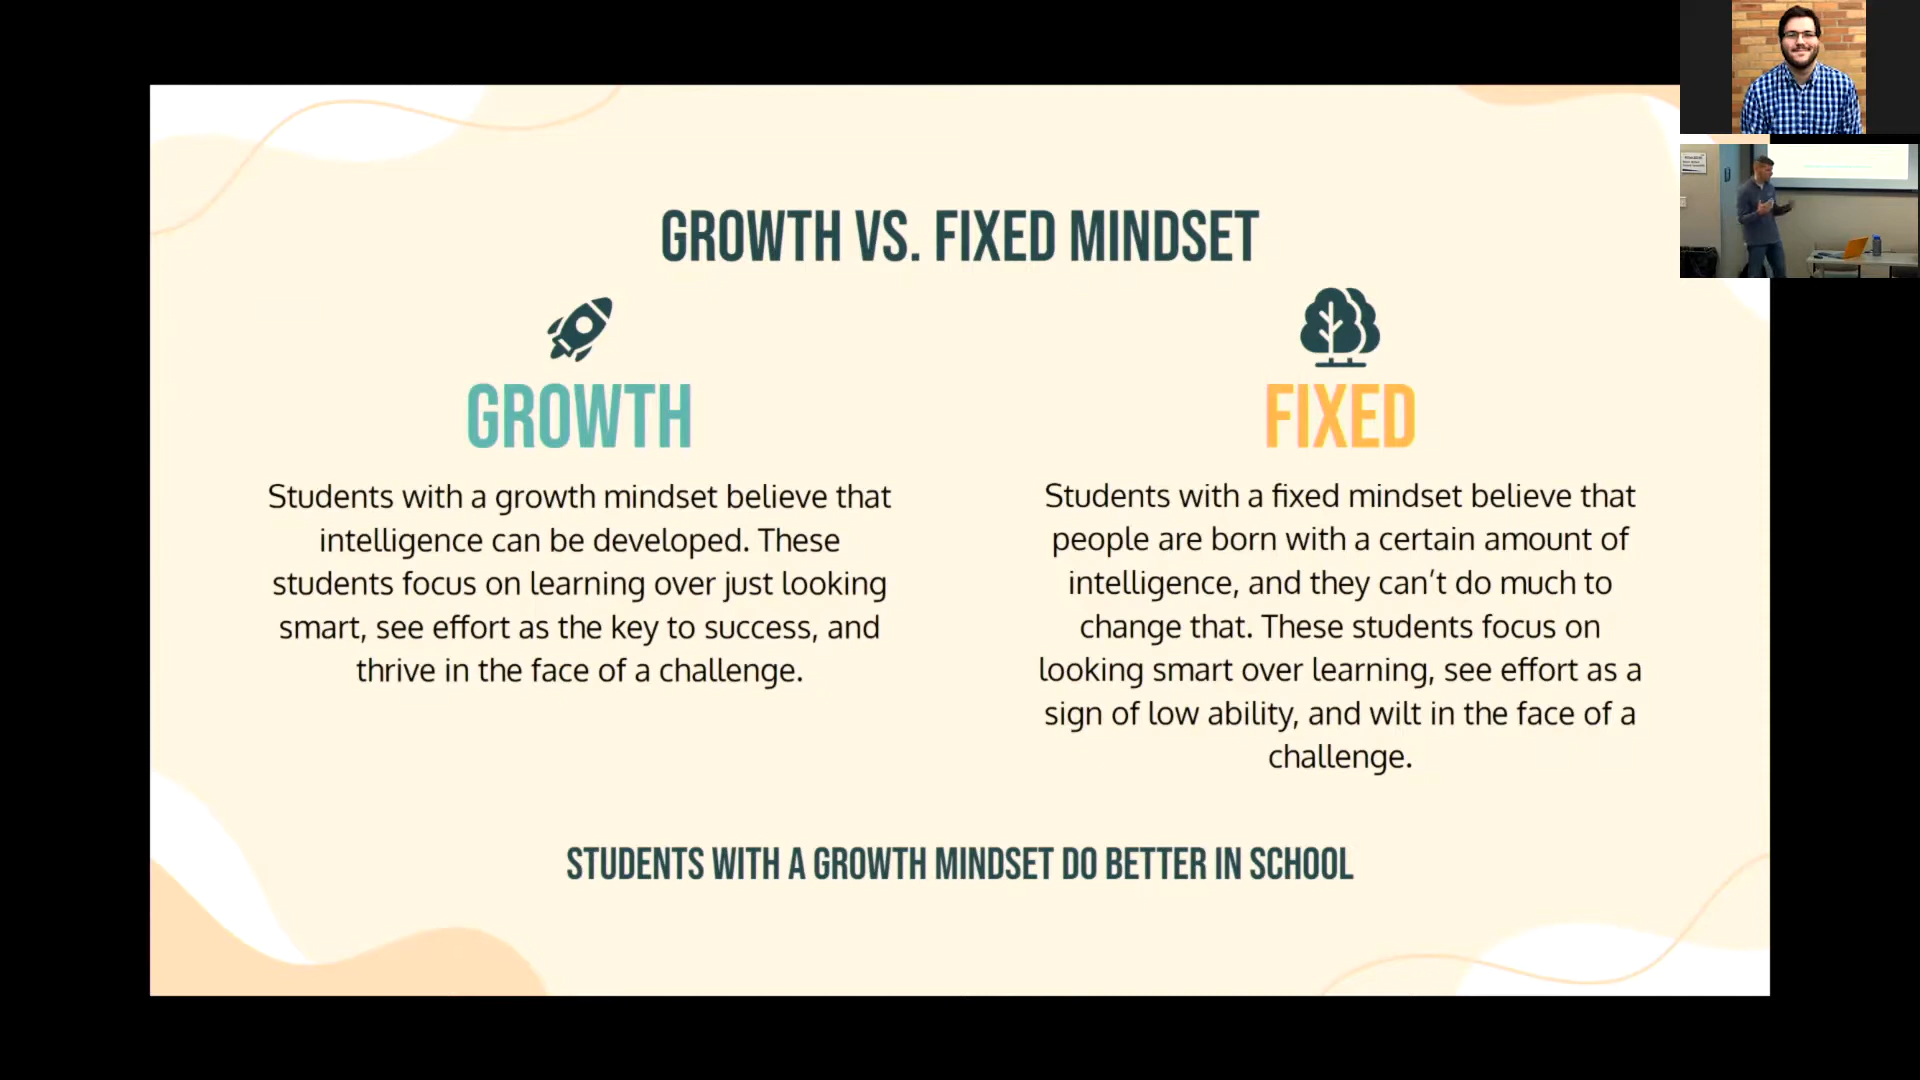 GROWTH VS. FIXED MINDSET
GROWTH
Students with a growth mindset believe that
intelligence can be developed. These
students focus on learning over just looking
smart, see effort as the key to success, and
thrive in the face of a challenge.
FIXED
Students with a fixed mindset believe that
people are born with a certain amount of
intelligence, and they can't do much to
change that. These students focus on
looking smart over learning, see effort as a
sign of low ability, and wilt in the face of a
challenge.
STUDENTS WITH A GROWTH MINDSET DO BETTER IN SCHOOL